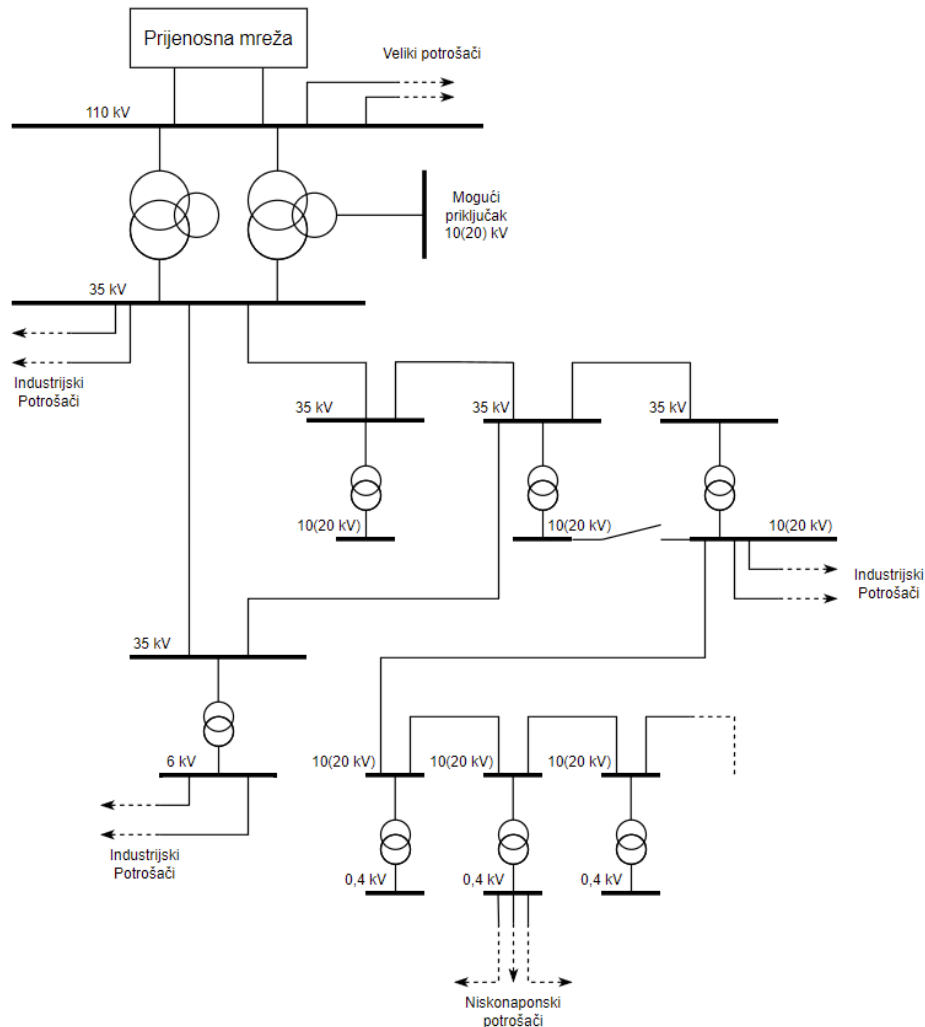 Prijenosna mreža
Veliki potrošači
110 kV
Mogući
priključak
10(20) kV
35 kV
Industrijski
Potrošači
35 kV
35 kV
35 kV
10(20 kV)
10(20 kV)
10(20 kV)
Industrijski
Potrošači
35 kV
6 kV
10(20 kV)
10(20 kV)
10(20 kV)
Industrijski
Potrošači
0,4 kV
0,4 kV
0,4 kV
Niskonaponski
potrošači